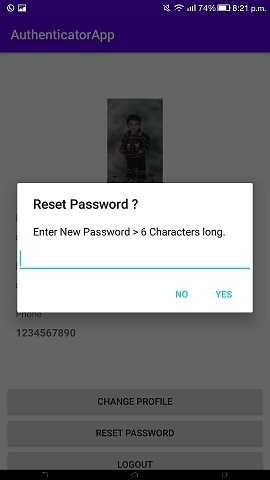 74% 8:21 p.m.
AuthenticatorApp
Reset Password ?
Enter New Password > 6 Characters long.
NO YES
Phone
1234567890
CHANGE PROFILE
RESET PASSWORD
LOGOUT